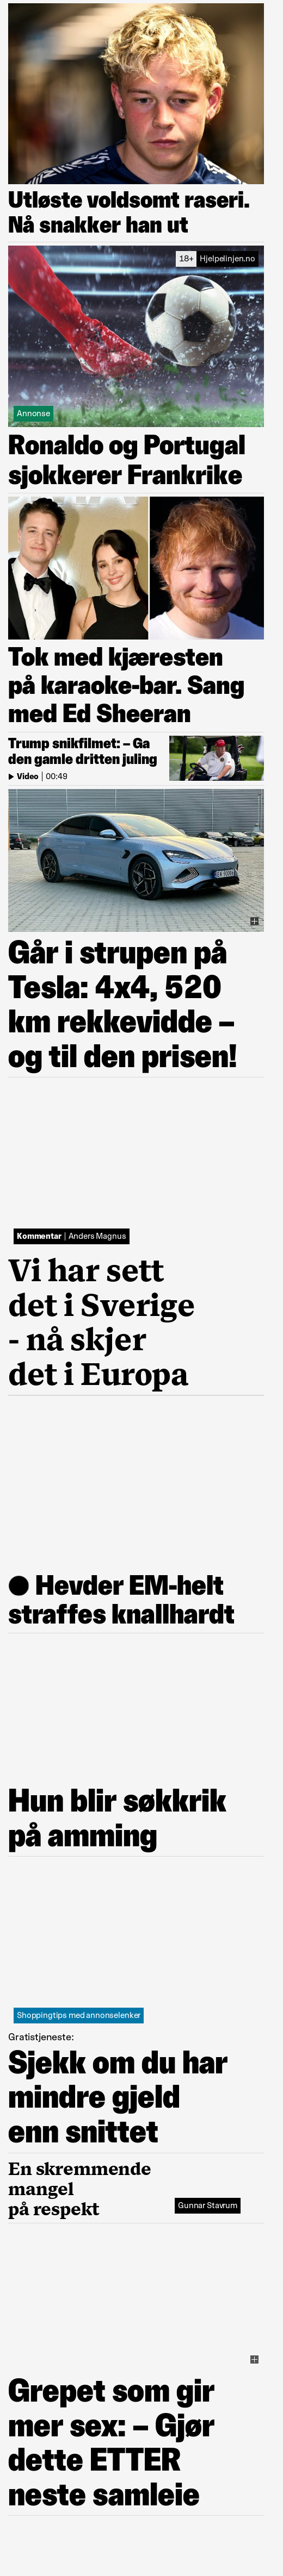 Utløste voldsomt raseri.
Nå snakker han ut
18+ Hjelpelinjen.no
Annonse
Ronaldo og Portugal
sjokkerer Frankrike
Tok med kjæresten
på karaoke-bar. Sang
med Ed Sheeran
Trump snikfilmet: – Ga
den gamle dritten juling
Video | 00:49
Går i strupen på
Tesla: 4x4, 520
km rekkevidde –
og til den prisen!
Kommentar | Anders Magnus
Vi har sett
det i Sverige
- nå skjer
det i Europa
Hevder EM-helt
straffes knallhardt
Hun blir søkkrik
på amming
Shoppingtips med annonselenker
Gratistjeneste:
Sjekk om du har
mindre gjeld
enn snittet
En skremmende
mangel
på respekt
Gunnar Stavrum
Grepet som gir
mer sex: – Gjør
dette ETTER
neste samleie